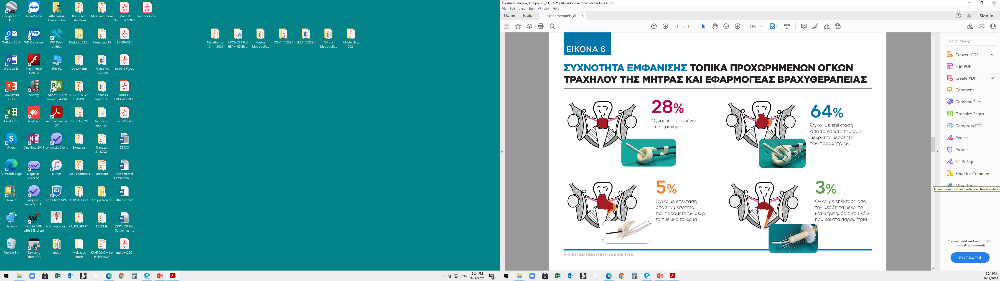 Google Earth Pro
TeamViewer
Athanasios Dimopoulos
Books and Literature
Miles and more
Manual Suround SONY
handbook-of-...
Outlook 2013
WD Discovery
WD Drive Utilities
Desktop_01.0...
Parnassou 15
EMBRACE I
Marathonos 17_1.1.2021
EIKONES TRUE BEAM EDGE ...
Mastos Metropolit...
EXEM 11.2021
EEEA 10.2021
CV gia Metropolit...
Masterclass 2021
Word 2013
Play Animal Genius
This PC
Documents
Payments 1.9.2020
10.1016@j.ra...
PowerPoint 2013
Speccy
RadiAnt DICOM Viewer (64-bit)
EGGRAFA GIA LEASING
Thanasis Laptop 1...
ARTICLE EDUCATION I...
Excel 2013
AnyDesk
Acrobat Reader DC
ESTRO 2020
Transfer to monster
BrachyCatalo...
Skype
OneNote 2013
syngo.via Client
Exetaseis
Trapezes 31.8.2021
ΣΤΙΧΟΙ
Microsoft Edge
syngo.via - Server Se...
iTunes
Exousiodotiseis
Vodafone
Endometrial Carcinoma Su...
WinZip
syngo.via - Single Sign On
FortiClient VPN
FOROLOGIKA
Ασυρμάτου 19
athens gbm1
Network
Mobile VPN with SSL client
A.Dimopoulos...
KILLINI_SPART...
ΕΔΕΚΜΑ
ESGO-ESTRO... Guidelines - ...
Recycle Bin
Samsung Printer Di...
aodos
Malakasis music
ΚΛΗΡΟΝΟΜΙΚΑ Ρ. ΦΕΡΑΙΟΥ
andrews2001
ENG
9:24 PM
9/19/2021
aktinotherapeia_dimopoulos_11-07-21.pdf - Adobe Acrobat Reader DC (32-bit)
File Edit View Sign Window Help
Home Tools aktinotherapeia_di... ×
Sign In
8 / 15
101%
ΕΙΚΟΝΑ 6
ΣΥΧΝΟΤΗΤΑ ΕΜΦΑΝΙΣΗΣ ΤΟΠΙΚΑ ΠΡΟΧΩΡΗΜΕΝΩΝ ΟΓΚΩΝ
ΤΡΑΧΗΛΟΥ ΤΗΣ ΜΗΤΡΑΣ ΚΑΙ ΕΦΑΡΜΟΓΕΑΣ ΒΡΑΧΥΘΕΡΑΠΕΙΑΣ
28%
Όγκοι περιορισμένοι
στον τράχηλο
64%
Όγκοι με επέκταση
από το έσω τριτημόριο
μέχρι την μεσότητα
των παραμητρίων
5%
Όγκοι με επέκταση
από την μεσότητα
των παραμητρίων μέχρι
το πυελικό τοίχωμα
3%
Όγκοι με επέκταση από
την μεσότητα μέχρι το
κάτω τριτημόριο του κόλ-
που και στα παραμήτρια
ΡΙΖΙΚΗ ΑΚΤΙΝΟΧΗΜΕΙΟΘΕΡΑΠΕΙΑ
Search 'Stamp'
Convert PDF
Edit PDF
Create PDF
Comment
Combine Files
Organize Pages
Compress PDF
Redact
Protect
Fill & Sign
Send for Comments
More Tools
Access more tools and enhanced functionalities
Convert, edit and e-sign PDF
forms & agreements
Free 7-Day Trial
9:24 PM
9/19/2021